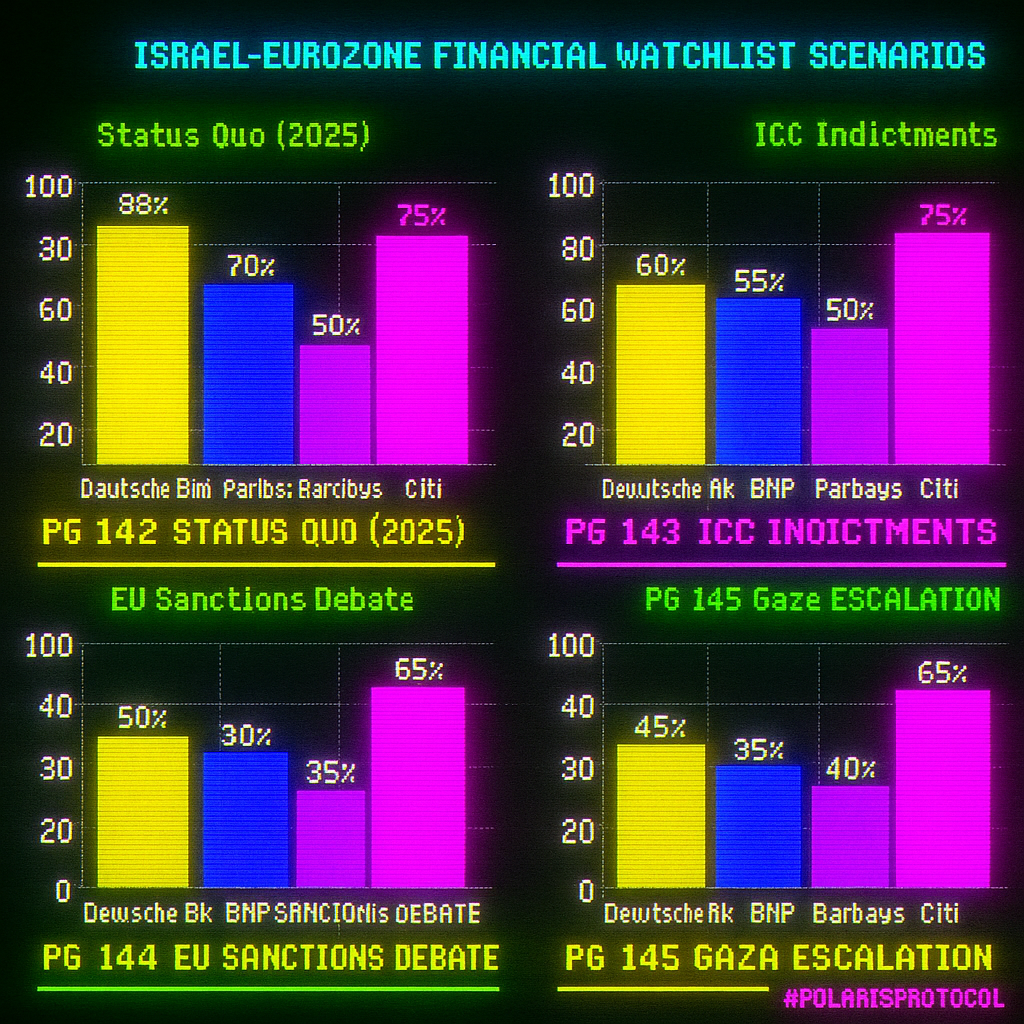 ISRAEL-EUROZONE FINANCIAL WATCHLIST SCENARIOS
Status Quo (2025)
100
30
60
40
20
88%
70%
50%
75%
Dautsche Bim Parlbs: Barcibys Citi
PG 142 STATUS QUO (2025)
ICC Indictments
100
80
60
40
20
60%
55%
50%
75%
Dewutsche Ak BNP Parbays Citi
PG 143 ICC INOICTMENTS
EU Sanctions Debate
100
40
30
20
0
50%
30%
35%
65%
Dewsche Bk BNP SANCIONis DEBATE
PG 144 EU SANCTIONS DEBATE
PG 145 Gaze ESCALATION
100
40
30
20
0
45%
35%
40%
65%
Dewtsche Rk BNP Barbays Citi
PG 145 GAZA ESCALATION
#POLARISPROTOCOL